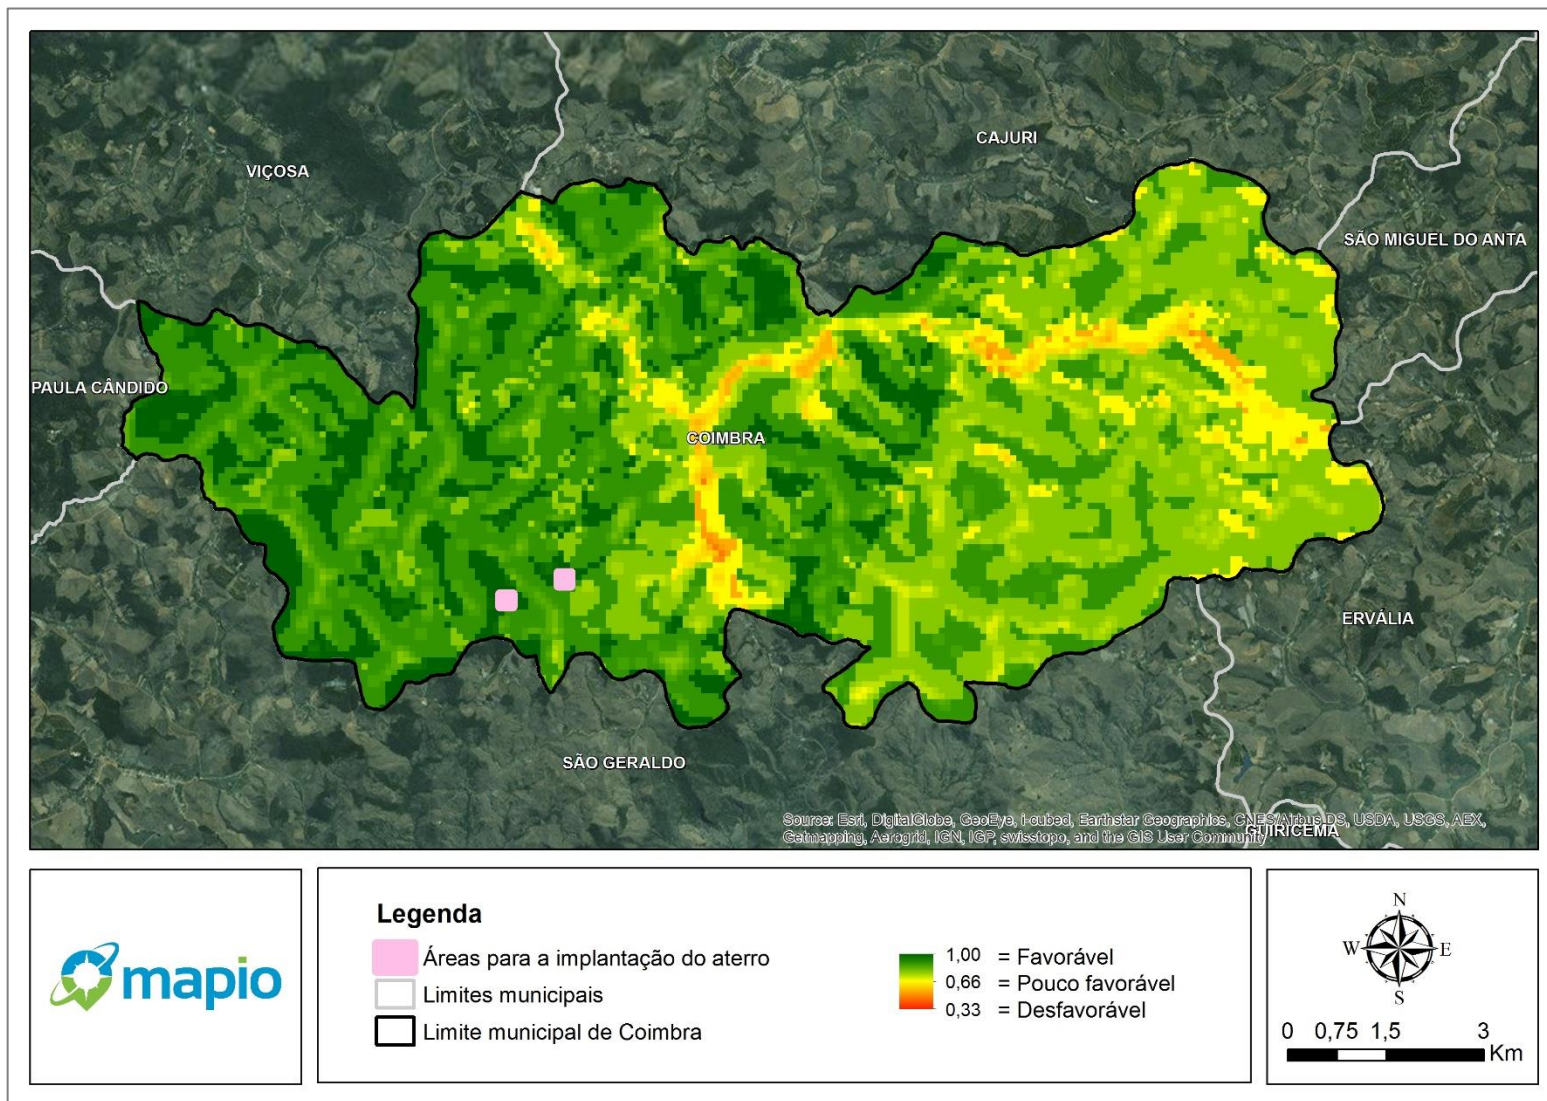 CAJURI
VIÇOSA
SÃO MIGUEL DO ANTA
PAULA CÂNDIDO
COIMBRA
ERVÁLIA
SÃO GERALDO
Source: Esri, DigitalGlobe, GeoEye, i-cubed, Earthstar Geographics, CNES/Airbus DS, USDA, USGS, AEX,
Getmapping, Aerogrid, IGN, IGP, swisstopo, and the GIS User Community
GUIRICEMA
mapio
Legenda
Áreas para a implantação do aterro
Limites municipais
Limite municipal de Coimbra
1,00 = Favorável
0,66 = Pouco favorável
0,33 = Desfavorável
N
W E
S
0 0,75 1,5 3
Km